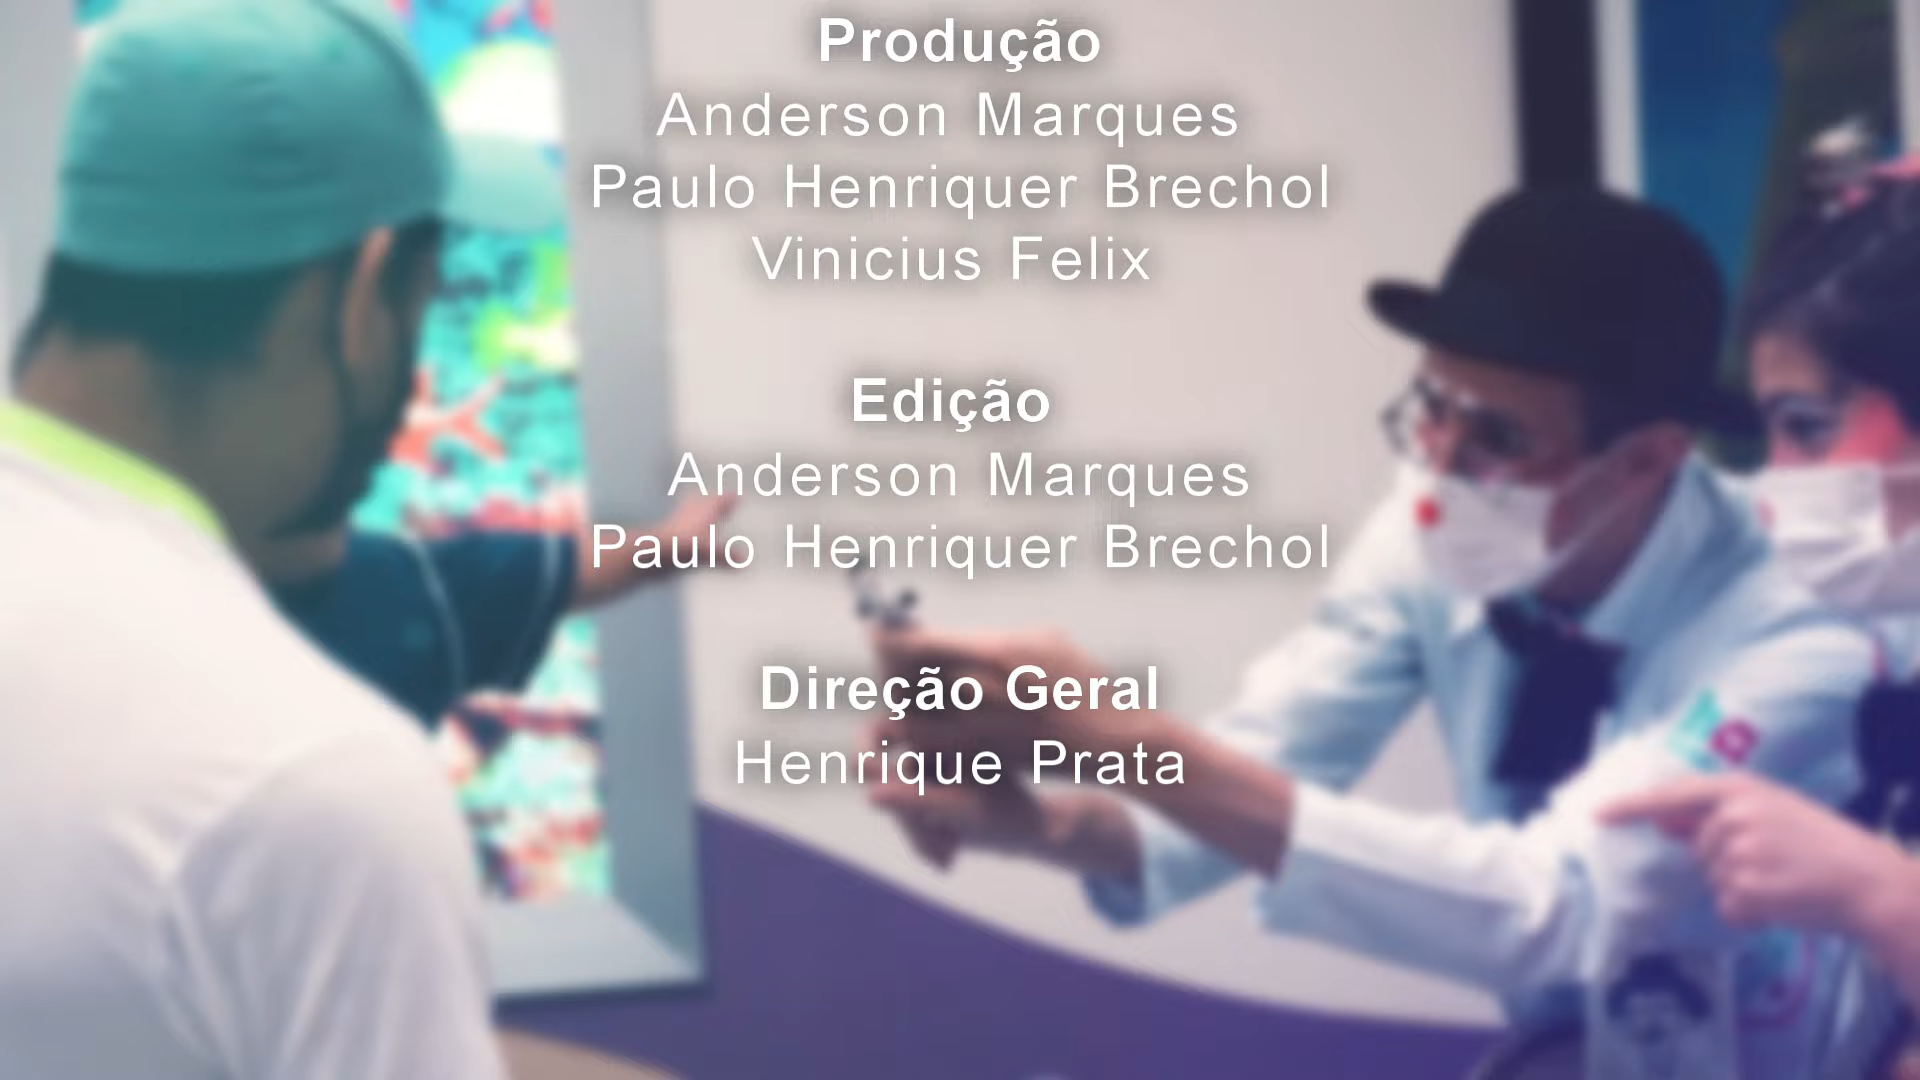 Produção
Anderson Marques
Paulo Henriquer Brechol
Vinicius Felix
Edição
Anderson Marques
Paulo Henriquer Brechol
Direção Geral
Henrique Prata